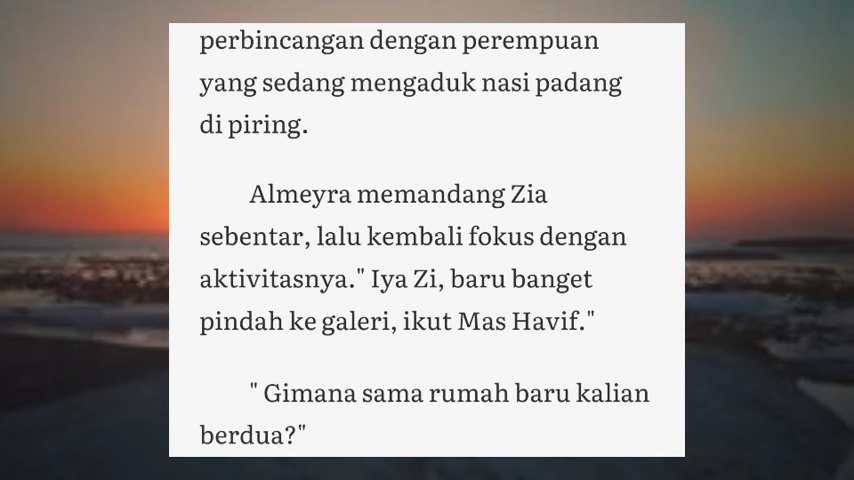 perbincangan dengan perempuan
yang sedang mengaduk nasi padang
di piring.
Almeyra memandang Zia
sebentar, lalu kembali fokus dengan
aktivitasnya." Iya Zi, baru banget
pindah ke galeri, ikut Mas Havif."
" Gimana sama rumah baru kalian
berdua?"